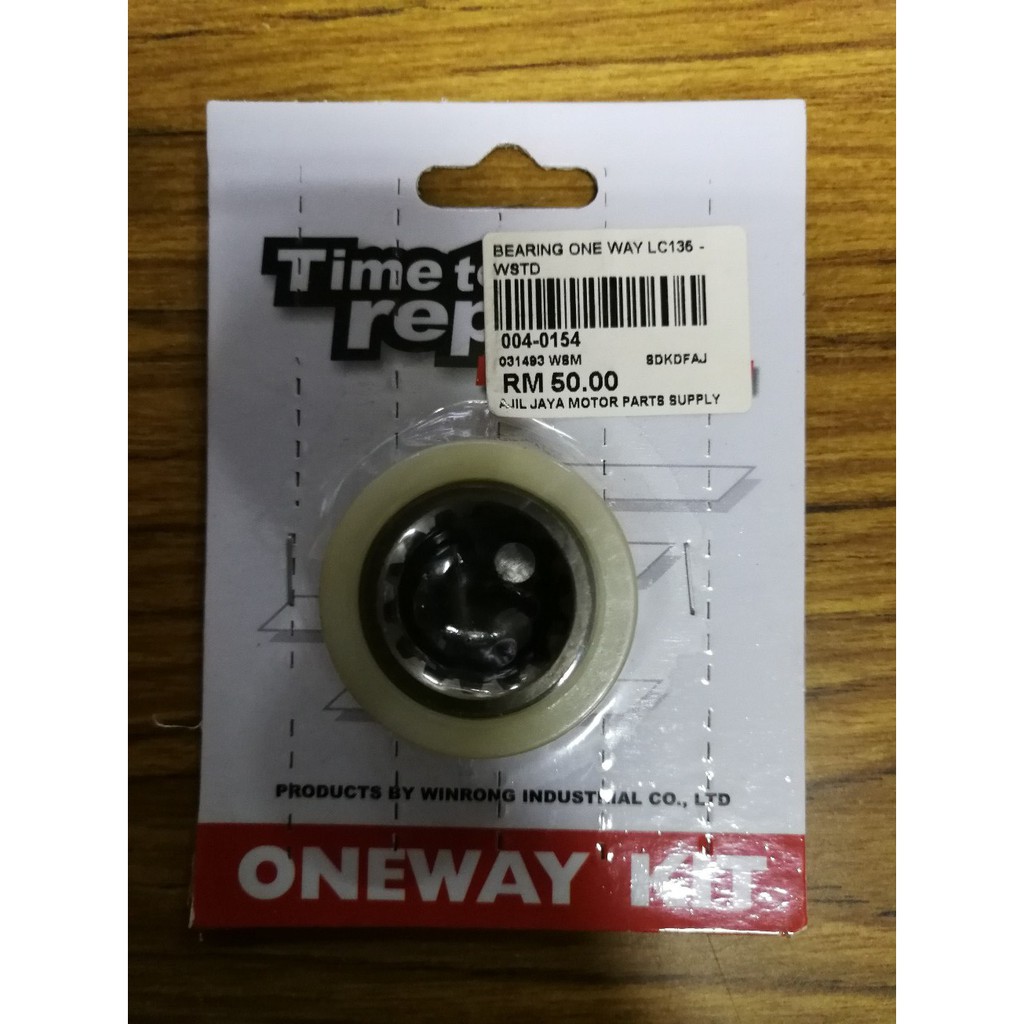 Time to
rep
BEARING ONE WAY LC135 -
WSTD
004-0154
031493 WSM SDKDFAJ
RM 50.00
AJIL JAYA MOTOR PARTS SUPPLY
PRODUCTS BY WINRONG INDUSTRIAL CO., LTD
ONEWAY KIT